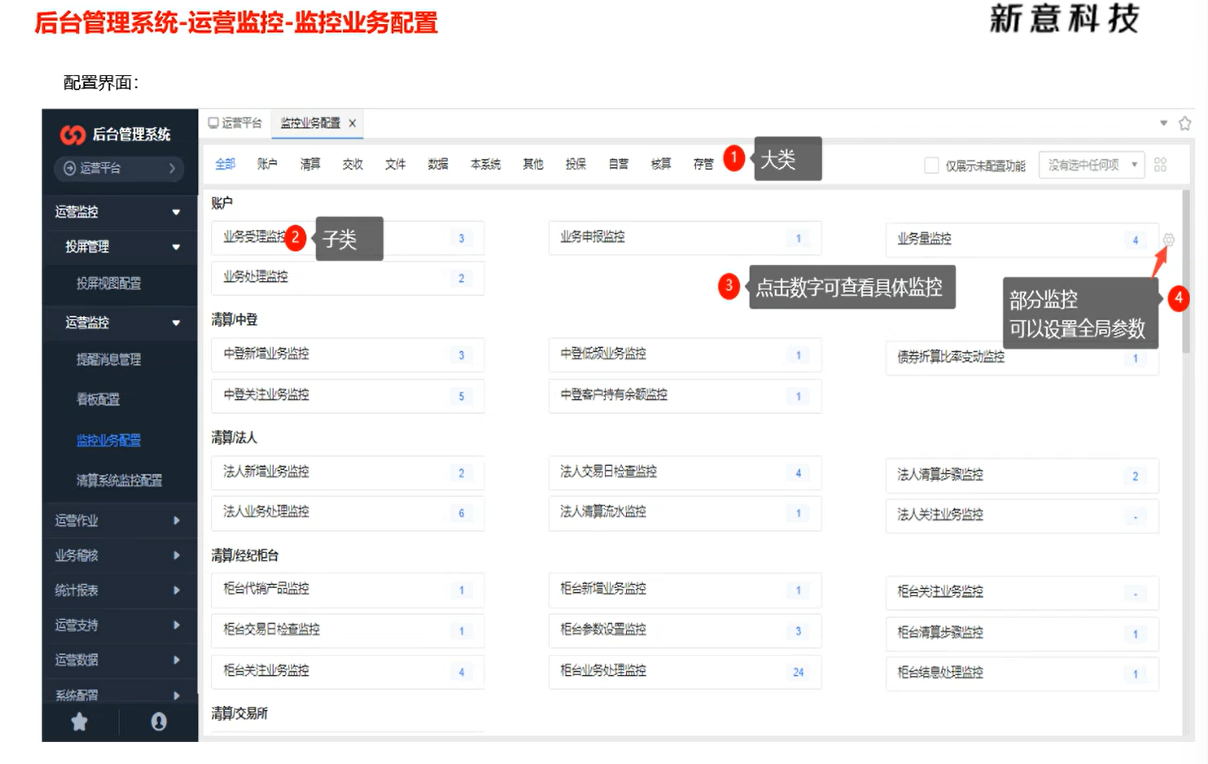 后台管理系统-运营监控-监控业务配置
新意科技
配置界面：
后台管理系统
运营平台
运营监控
投屏管理
投屏视图配置
运营监控
提醒消息管理
看板配置
监控业务配置
清算系统监控配置
运营作业
业务稽核
统计报表
运营支持
运营数据
系统配置
运营平台 监控业务配置 ×
全部 账户 清算 交收 文件 数据 本系统 其他 投保 自营 核算 存管 1 大类 仅展示未配置功能 没有选中任何项
账户
业务受理监控 2 子类 3 业务申报监控 1 业务量监控 4
业务处理监控 2
3 点击数字可查看具体监控
部分监控 4
可以设置全局参数
清算/中登
中登新增业务监控 3 中登低频业务监控 1 债券折算比率变动监控 1
中登关注业务监控 5 中登客户持有余额监控 1
清算/法人
法人新增业务监控 2 法人交易日检查监控 4 法人清算步骤监控 2
法人业务处理监控 6 法人清算流水监控 1 法人关注业务监控 -
清算/经纪柜台
柜台代销产品监控 1 柜台新增业务监控 1 柜台关注业务监控 -
柜台交易日检查监控 1 柜台参数设置监控 3 柜台清算步骤监控 1
柜台关注业务监控 4 柜台业务处理监控 24 柜台结息处理监控 1
清算/交易所